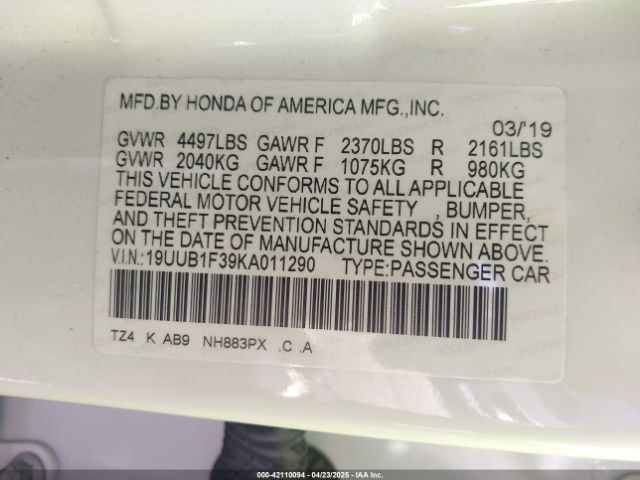 MFD.BY HONDA OF AMERICA MFG.,INC.
03/'19
GVWR 4497LBS GAWR F 2370LBS R 2161LBS
GVWR 2040KG GAWR F 1075KG R 980KG
THIS VEHICLE CONFORMS TO ALL APPLICABLE
FEDERAL MOTOR VEHICLE SAFETY , BUMPER,
AND THEFT PREVENTION STANDARDS IN EFFECT
ON THE DATE OF MANUFACTURE SHOWN ABOVE.
V.I.N.:19UUB1F39KA011290 TYPE:PASSENGER CAR
TZ4 K AB9 NH883PX .C .A
000-42110094 - 04/23/2025 - IAA